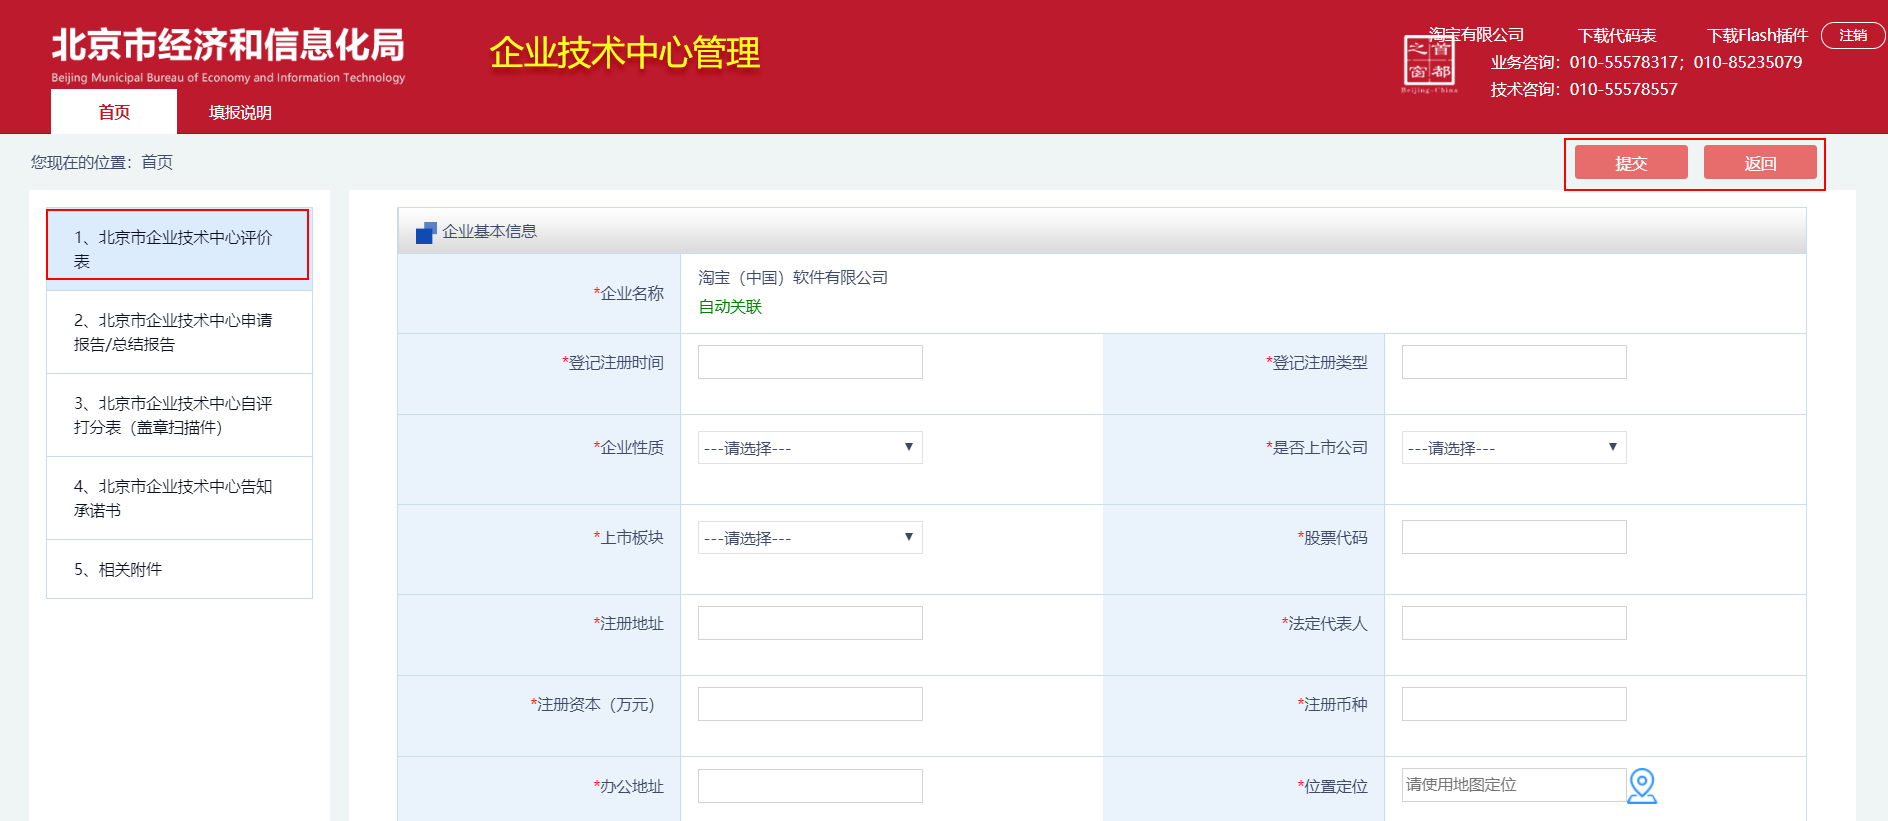 北京市经济和信息化局
Beijing Municipal Bureau of Economy and Information Technology
企业技术中心管理
首都之窗
Beijing-China
淘宝有限公司
下载代码表
下载Flash插件
注销
业务咨询：010-55578317；010-85235079
技术咨询：010-55578557
首页
填报说明
您现在的位置：首页
提交
返回
1、北京市企业技术中心评价
表
2、北京市企业技术中心申请
报告/总结报告
3、北京市企业技术中心自评
打分表（盖章扫描件）
4、北京市企业技术中心告知
承诺书
5、相关附件
企业基本信息
*企业名称
淘宝（中国）软件有限公司
自动关联
*登记注册时间
*登记注册类型
*企业性质
---请选择---
*是否上市公司
---请选择---
*上市板块
---请选择---
*股票代码
*注册地址
*法定代表人
*注册资本（万元）
*注册币种
*办公地址
*位置定位
请使用地图定位